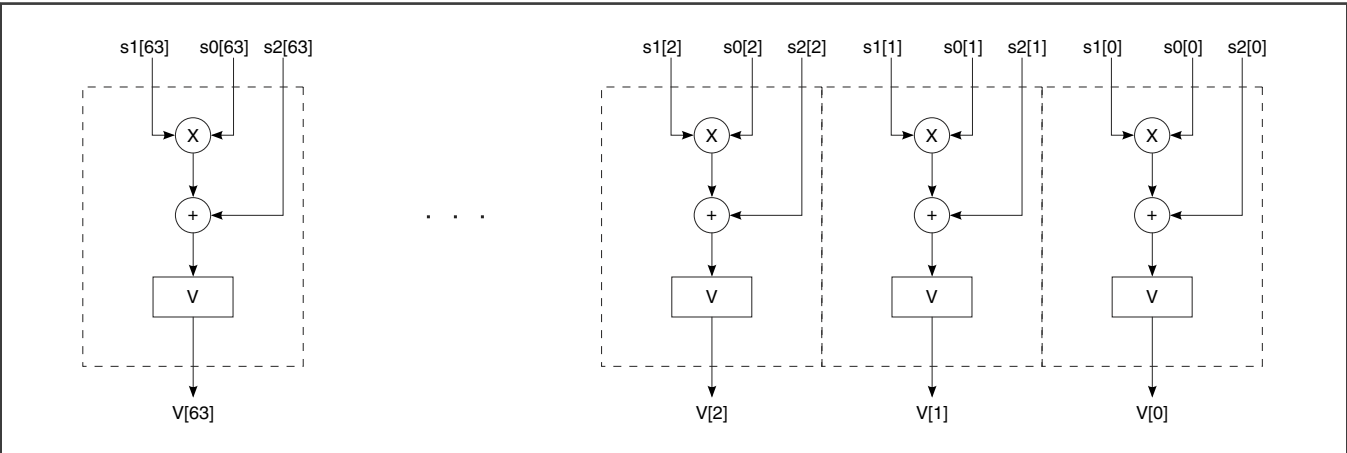 s1[63] s0[63] s2[63] s1[2] s0[2] s2[2] s1[1] s0[1] s2[1] s1[0] s0[0] s2[0]
X X X X
+ . . . + + +
V V V V
V[63] V[2] V[1] V[0]